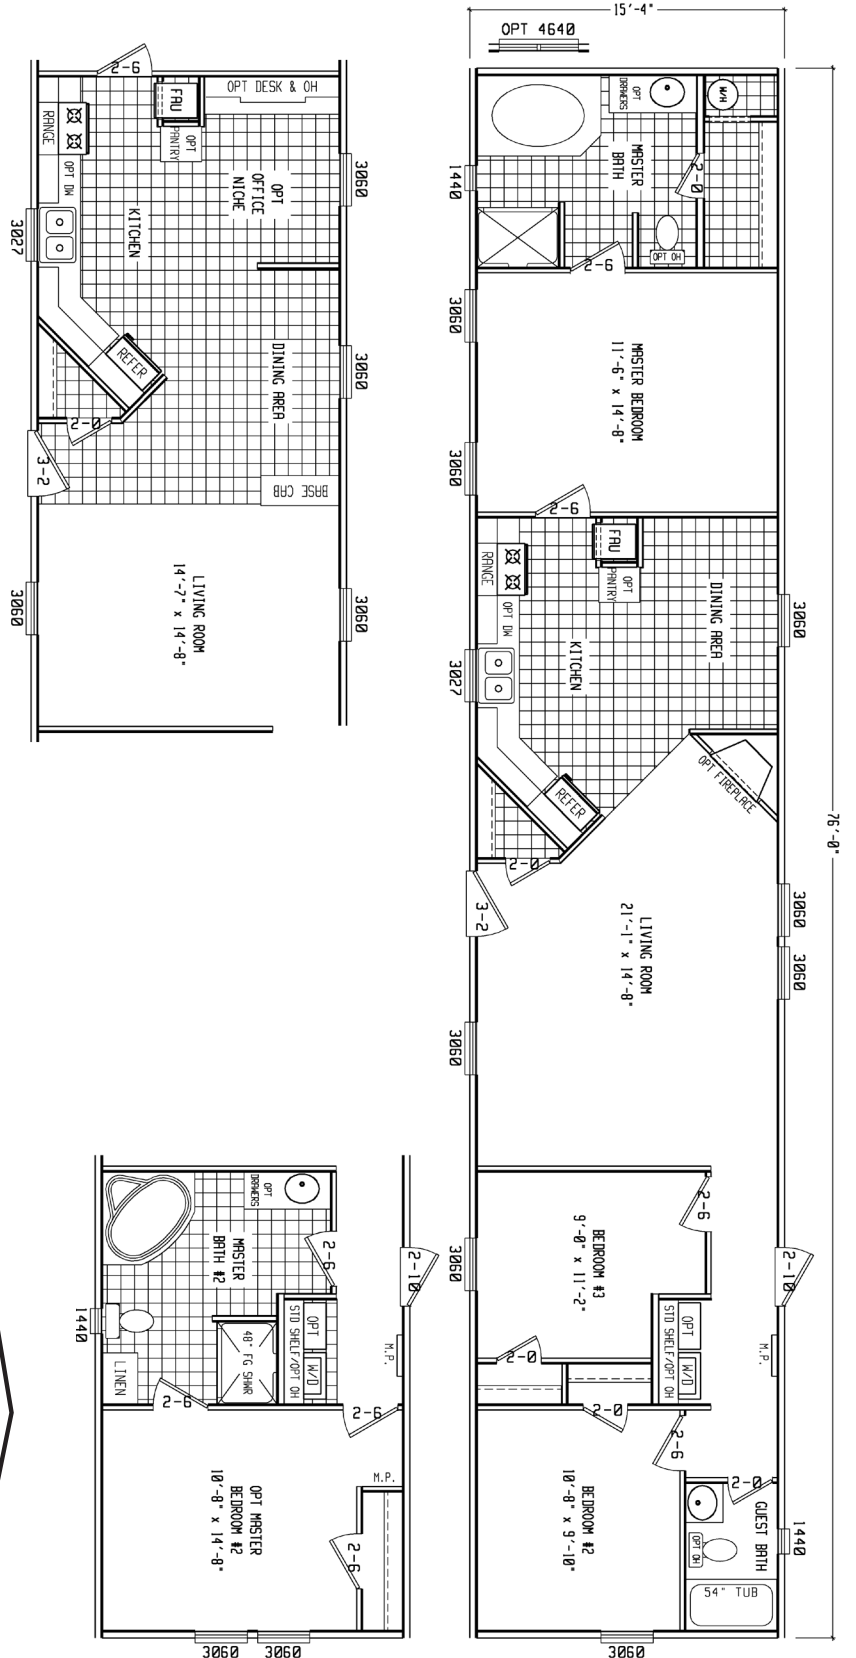 15'-4"
OPT 4640
76'-0"
2-6
FAU
OPT DESK & OH
OPT
PANTRY
RANGE
OPT DW
OPT
OFFICE
NICHE
3060
KITCHEN
3027
REFER
DINING AREA
3060
2-0
3-2
BASE CAB
LIVING ROOM
14'-7" x 14'-8"
3060
3060
OPT
DRAWERS
W/H
MASTER
BATH
2-0
1440
OPT OH
2-6
3060
MASTER BEDROOM
11'-6" x 14'-8"
3060
2-6
FAU
OPT
PANTRY
RANGE
OPT DW
DINING AREA
3060
KITCHEN
3027
OPT FIREPLACE
REFER
2-0
3-2
3060
3060
LIVING ROOM
21'-1" x 14'-8"
3060
2-6
BEDROOM #3
9'-0" x 11'-2"
3060
2-10
OPT
W/D
STD SHELF/OPT OH
M.P.
2-0
2-0
2-6
2-0
BEDROOM #2
10'-8" x 9'-10"
GUEST BATH
1440
OPT OH
54" TUB
3060
OPT
DRAWERS
MASTER
BATH #2
2-6
2-10
1440
OPT
W/D
STD SHELF/OPT OH
M.P.
48" FG SHWR
LINEN
2-6
2-6
M.P.
OPT MASTER
BEDROOM #2
10'-8" x 14'-8"
2-6
3060
3060